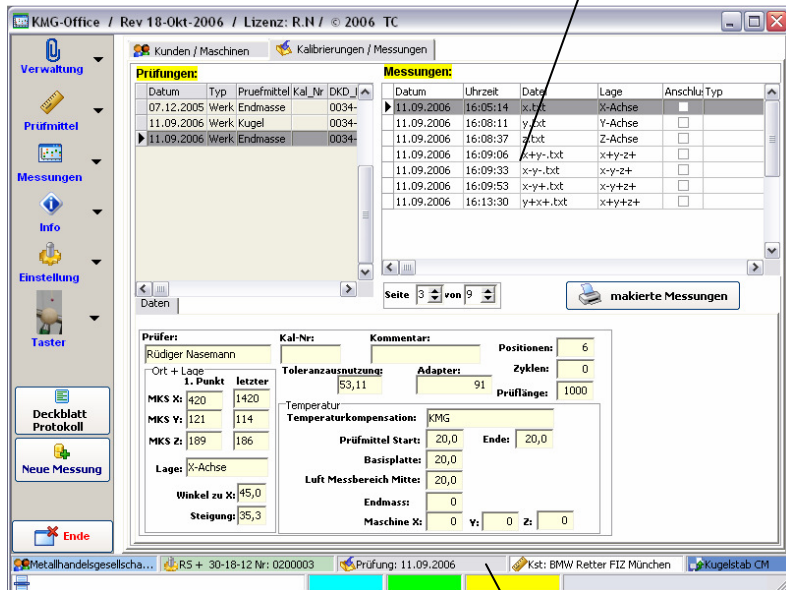 KMG-Office / Rev 18-Okt-2006 / Lizenz: R.N / © 2006 TC
Verwaltung
Prüfmittel
Messungen
Info
Einstellung
Taster
Deckblatt
Protokoll
Neue Messung
Ende
Kunden / Maschinen
Kalibrierungen / Messungen
Prüfungen:
Datum Typ Pruefmittel Kal_Nr DKD_
07.12.2005 Werk Endmasse 0034-
11.09.2006 Werk Kugel 0034-
11.09.2006 Werk Endmasse 0034-
Messungen:
Datum Uhrzeit Datei Lage Anschlu Typ
11.09.2006 16:05:14 x.txt X-Achse
11.09.2006 16:08:11 y.txt Y-Achse
11.09.2006 16:08:37 z.txt Z-Achse
11.09.2006 16:09:06 x+y-.txt x+y-z+
11.09.2006 16:09:33 x-y-.txt x-y-z+
11.09.2006 16:09:53 x-y+.txt x-y+z+
11.09.2006 16:13:30 y+x+.txt x+y+z+
Seite 3 von 9
makierte Messungen
Daten
Prüfer:
Rüdiger Nasemann
Kal-Nr:
Kommentar:
Positionen: 6
Zyklen: 0
Prüflänge: 1000
Toleranzausnutzung: 53,11
Adapter: 91
Ort + Lage
1. Punkt letzter
MKS X: 420 1420
MKS Y: 121 114
MKS Z: 189 186
Lage: X-Achse
Winkel zu X: 45,0
Steigung: 35,3
Temperatur
Temperaturkompensation: KMG
Prüfmittel Start: 20,0 Ende: 20,0
Basisplatte: 20,0
Luft Messbereich Mitte: 20,0
Endmass: 0
Maschine X: 0 Y: 0 Z: 0
Metallhandelsgesellscha...
RS + 30-18-12 Nr: 0200003
Prüfung: 11.09.2006
Kst: BMW Retter FIZ München
Kugelstab CM